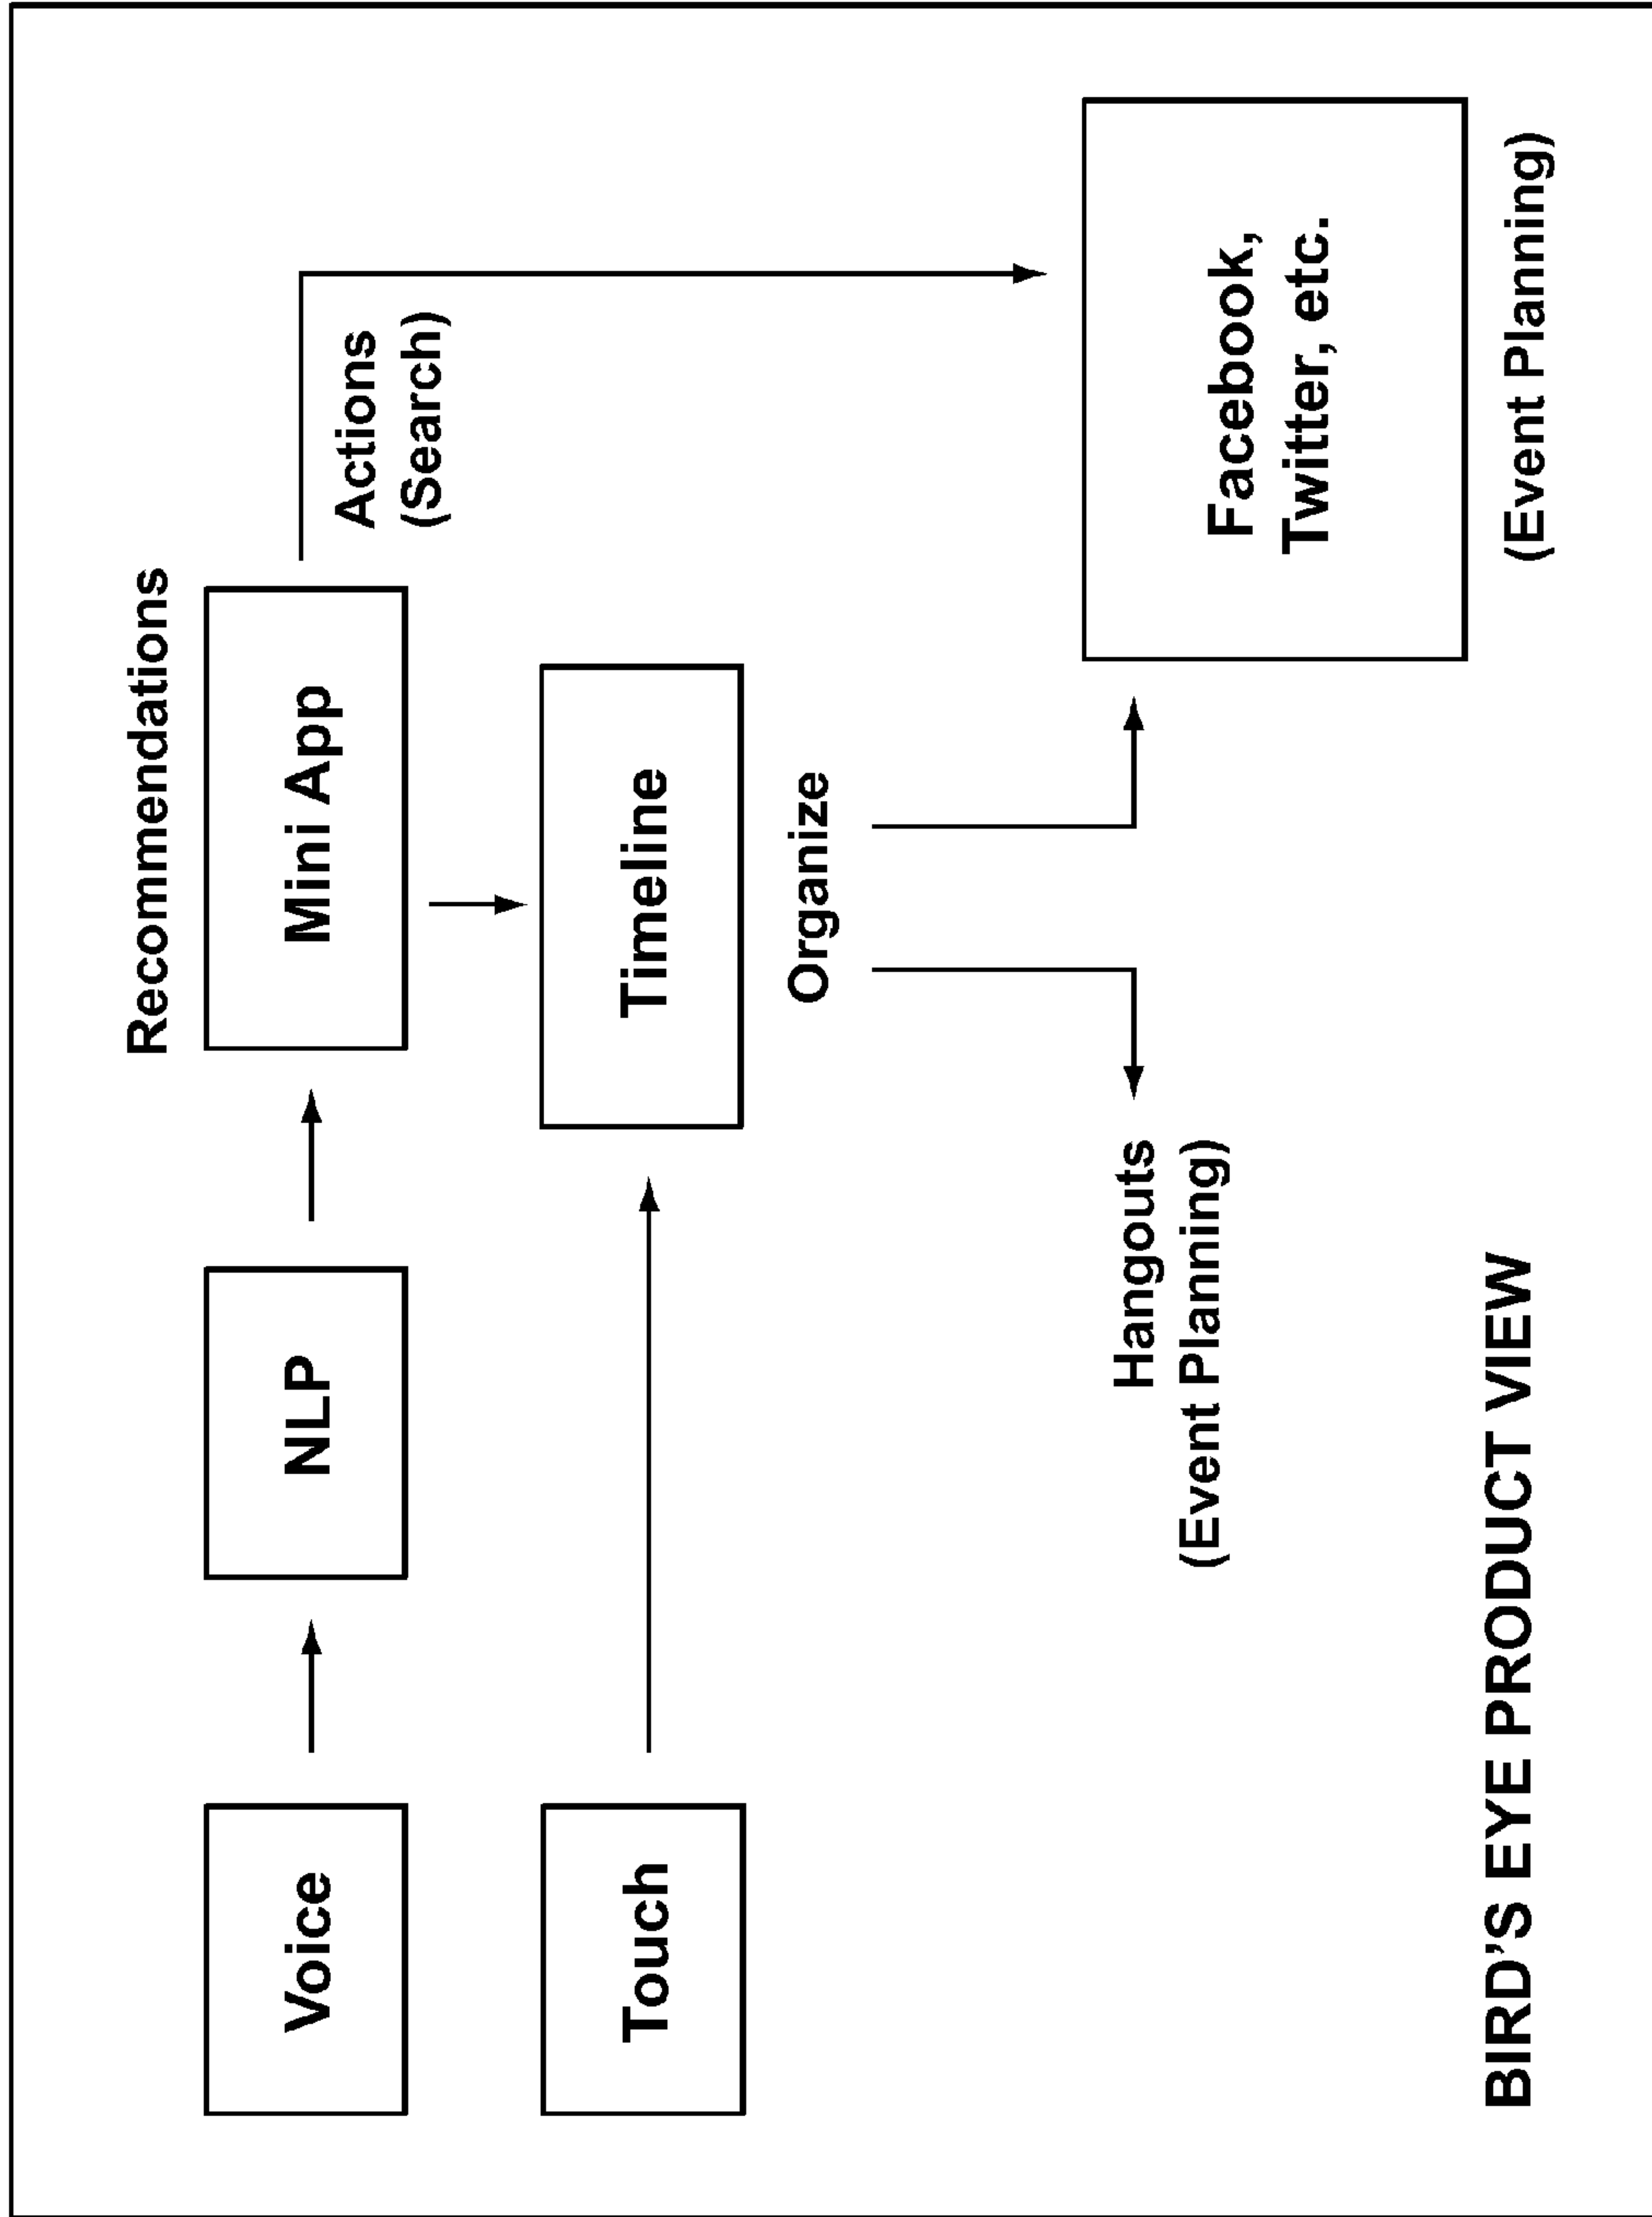 Recommendations
Voice
NLP
Mini App
Actions
(Search)
Touch
Timeline
Organize
Hangouts
(Event Planning)
Facebook,
Twitter, etc.
(Event Planning)
BIRD'S EYE PRODUCT VIEW